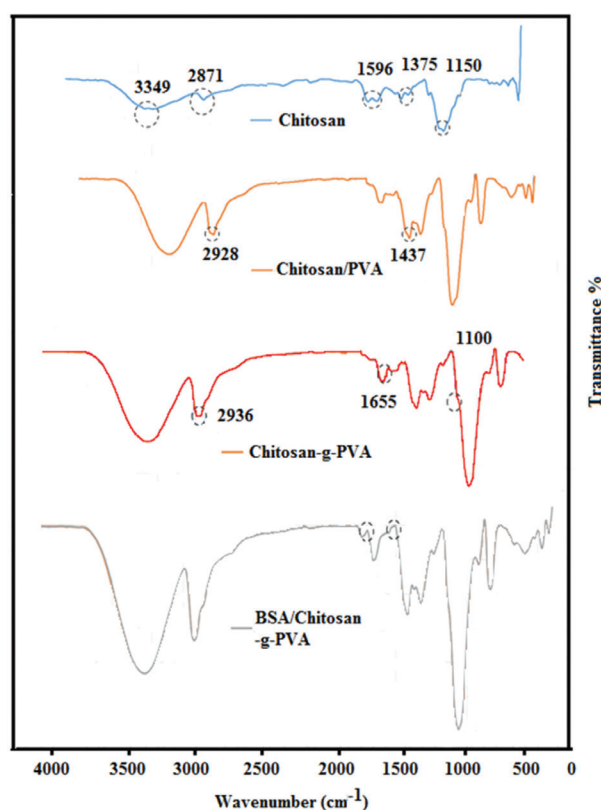 3349
2871
1596
1375
1150
Chitosan
2928
1437
Chitosan/PVA
1100
2936
1655
Chitosan-g-PVA
BSA/Chitosan
-g-PVA
Transmittance %
4000 3000 2500 2000 1500 1000 500 0
Wavenumber (cm-1)